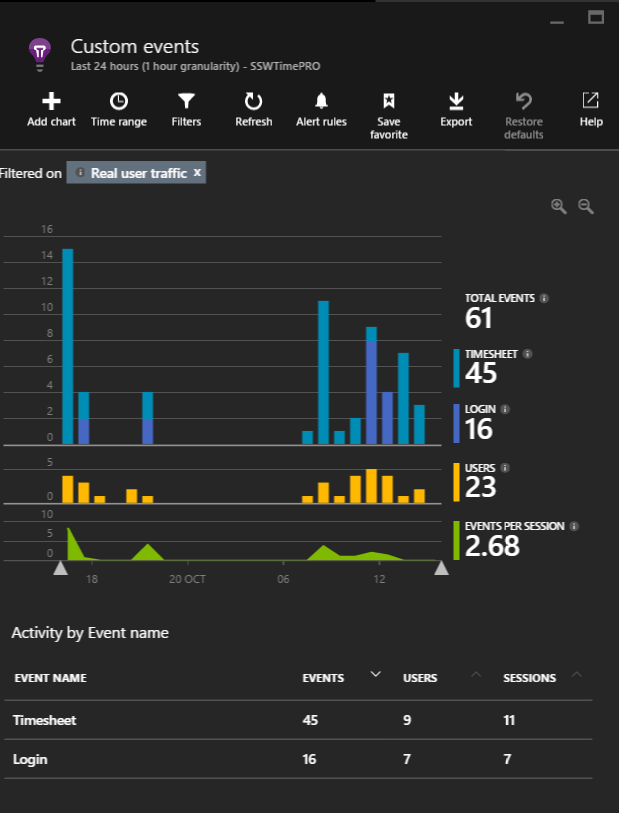 Custom events
Last 24 hours (1 hour granularity) - SSWTimePRO
Add chart Time range Filters Refresh Alert rules Save favorite Export Restore defaults Help
Filtered on Real user traffic x
16
14
12
10
8
6
4
2
0
5
0
10
5
0
18 20 OCT 06 12
TOTAL EVENTS
61
TIMESHEET
45
LOGIN
16
USERS
23
EVENTS PER SESSION
2.68
Activity by Event name
EVENT NAME EVENTS USERS SESSIONS
Timesheet 45 9 11
Login 16 7 7